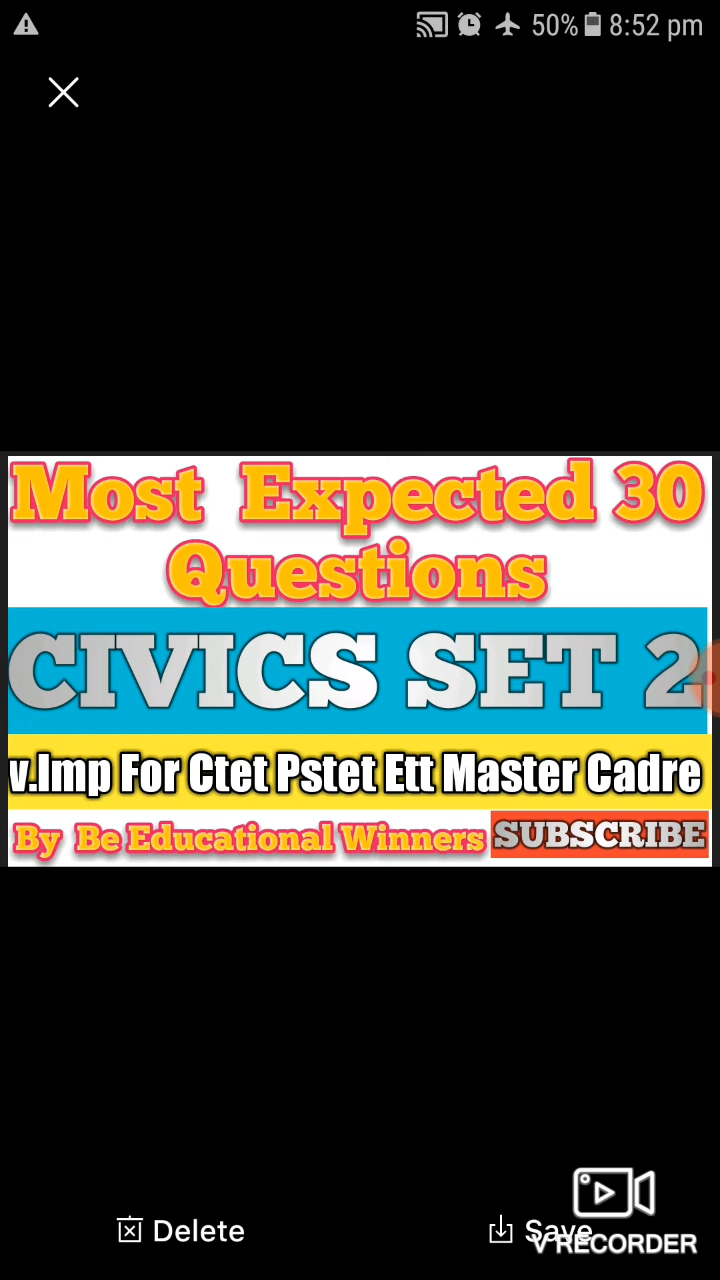 50% 8:52 pm
Most Expected 30
Questions
CIVICS SET 2
v.Imp For Ctet Pstet Ett Master Cadre
By Be Educational Winners SUBSCRIBE
Delete Save
V RECORDER